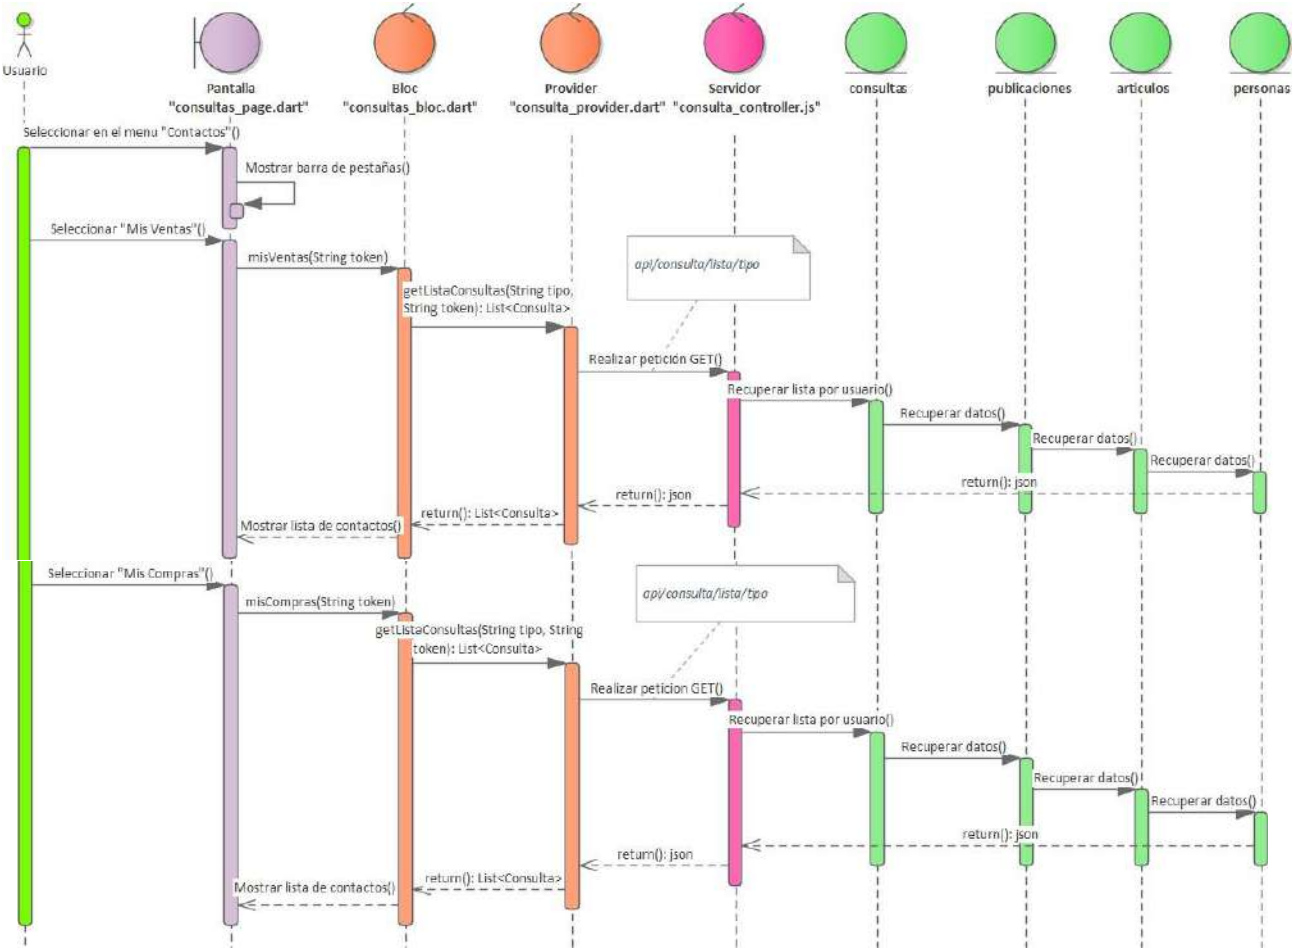 Usuario
Pantalla
"consultas_page.dart"
Bloc
"consultas_bloc.dart"
Provider
"consulta_provider.dart"
Servidor
"consulta_controller.js"
consultas
publicaciones
articulos
personas
Seleccionar en el menu "Contactos"()
Mostrar barra de pestañas()
Seleccionar "Mis Ventas"()
misVentas(String token)
api/consulta/lista/tipo
getListaConsultas(String tipo,
String token): List<Consulta>
Realizar petición GET()
Recuperar lista por usuario()
Recuperar datos()
Recuperar datos()
Recuperar datos()
return(): json
return(): json
return(): List<Consulta>
Mostrar lista de contactos()
Seleccionar "Mis Compras"()
misCompras(String token)
api/consulta/lista/tipo
getListaConsultas(String tipo, String
token): List<Consulta>
Realizar peticion GET()
Recuperar lista por usuario()
Recuperar datos()
Recuperar datos()
Recuperar datos()
return(): json
return(): json
return(): List<Consulta>
Mostrar lista de contactos()